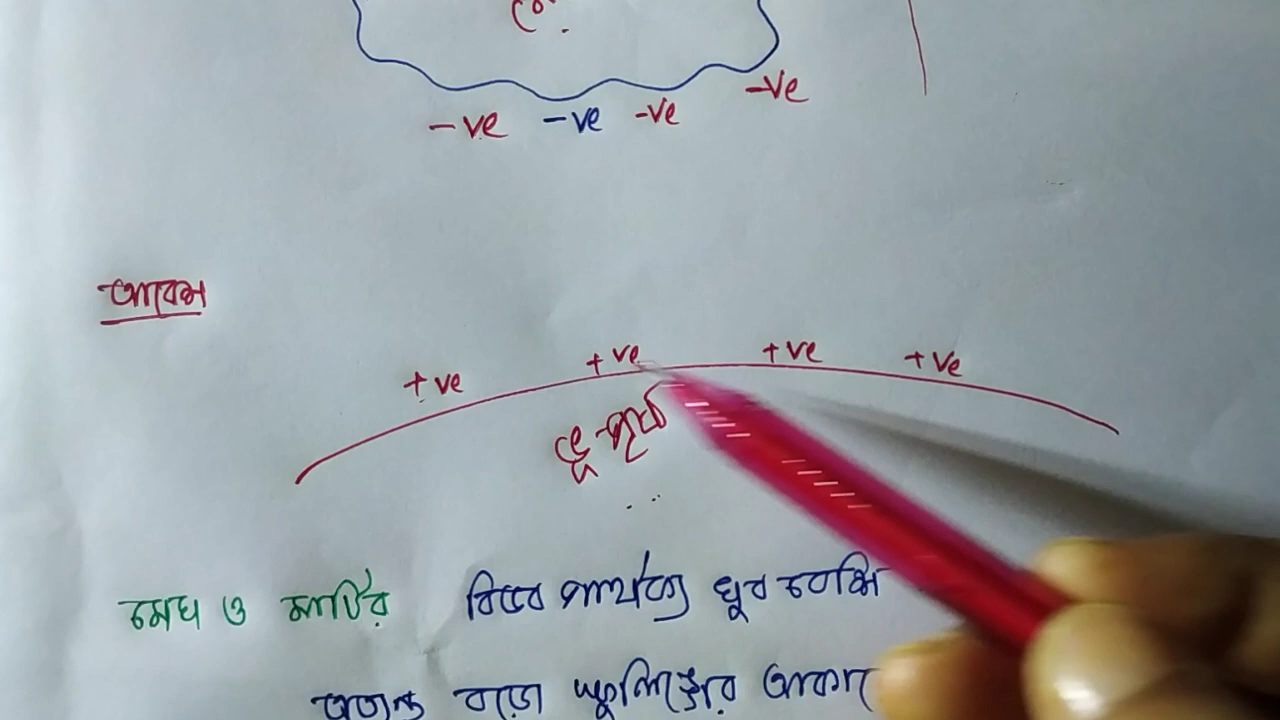 -ve -ve -ve -ve
আবেশ
+ve +ve +ve +ve
ভূ-পৃষ্ঠ
মেঘ ও মাটির বিভব পার্থক্য খুব বেশি
অত্যন্ত বড়ো স্ফুলিঙ্গের আকারে